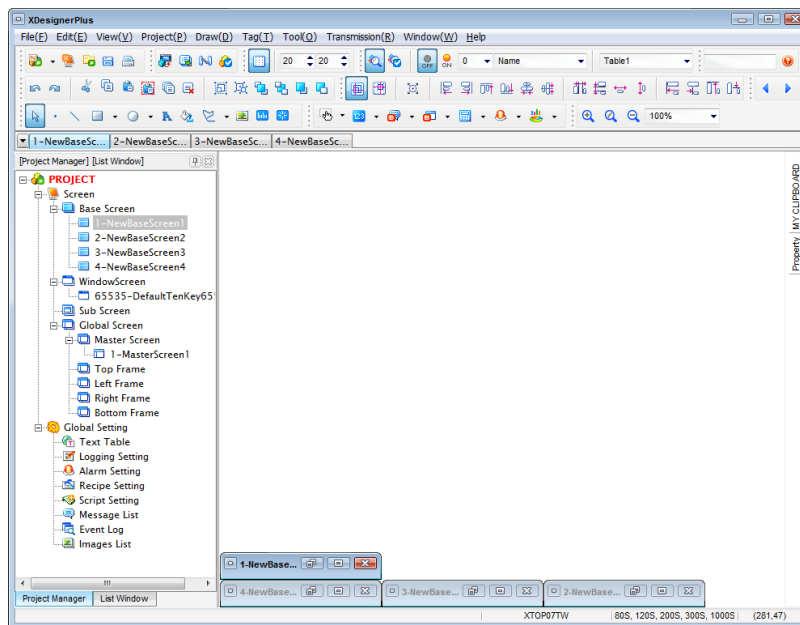 XDesignerPlus
File(F) Edit(E) View(V) Project(P) Draw(D) Tag(T) Tool(O) Transmission(R) Window(W) Help
20 20 OFF ON 0 Name Table1
123 100%
1-NewBaseSc... 2-NewBaseSc... 3-NewBaseSc... 4-NewBaseSc...
[Project Manager] [List Window]
PROJECT
Screen
Base Screen
1-NewBaseScreen1
2-NewBaseScreen2
3-NewBaseScreen3
4-NewBaseScreen4
WindowScreen
65535-DefaultTenKey65
Sub Screen
Global Screen
Master Screen
1-MasterScreen1
Top Frame
Left Frame
Right Frame
Bottom Frame
Global Setting
Text Table
Logging Setting
Alarm Setting
Recipe Setting
Script Setting
Message List
Event Log
Images List
Project Manager List Window
MY CLIPBOARD
Property
1-NewBase...
4-NewBase... 3-NewBase... 2-NewBase...
XTOP07TW 80S, 120S, 200S, 300S, 1000S (281,47)